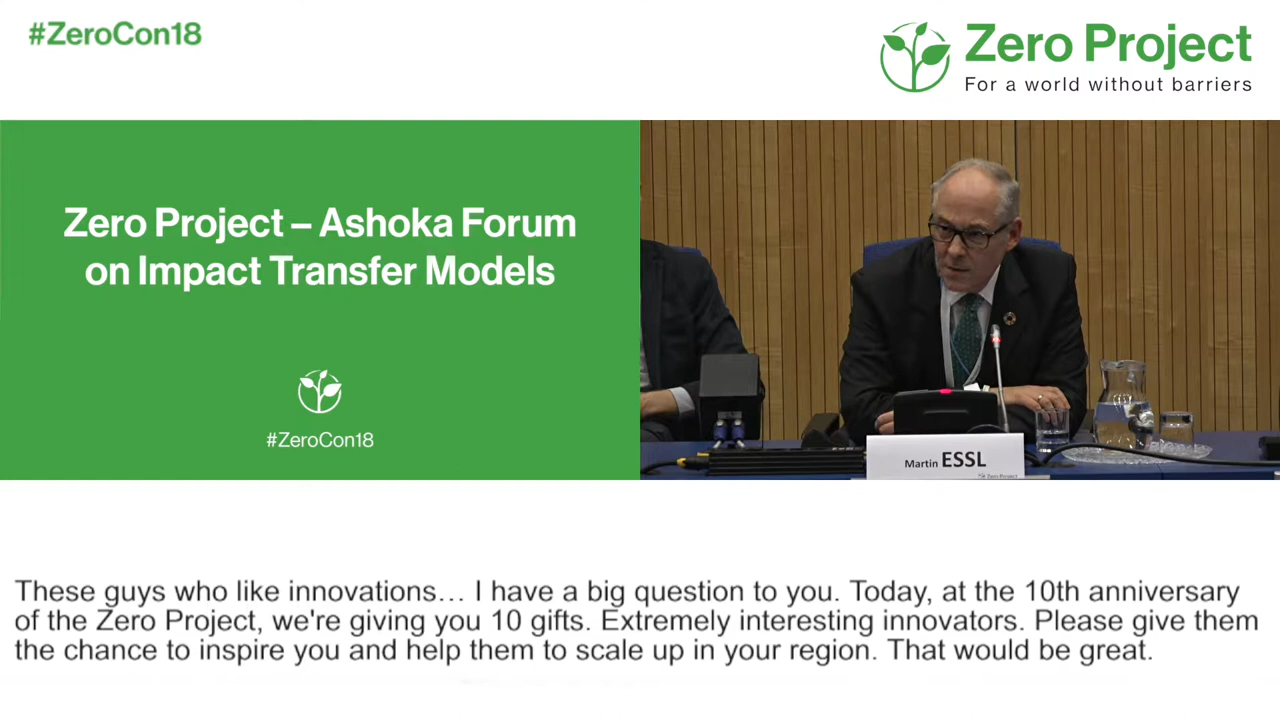 #ZeroCon18
Zero Project
For a world without barriers
Zero Project – Ashoka Forum
on Impact Transfer Models
#ZeroCon18
Martin ESSL
Zero Project
These guys who like innovations… I have a big question to you. Today, at the 10th anniversary
of the Zero Project, we're giving you 10 gifts. Extremely interesting innovators. Please give them
the chance to inspire you and help them to scale up in your region. That would be great.